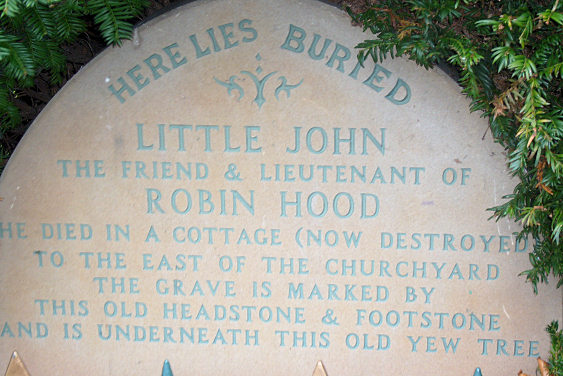 HERE LIES BURIED
LITTLE JOHN
THE FRIEND & LIEUTENANT OF
ROBIN HOOD
HE DIED IN A COTTAGE (NOW DESTROYED)
TO THE EAST OF THE CHURCHYARD
THE GRAVE IS MARKED BY
THIS OLD HEADSTONE & FOOTSTONE
AND IS UNDERNEATH THIS OLD YEW TREE